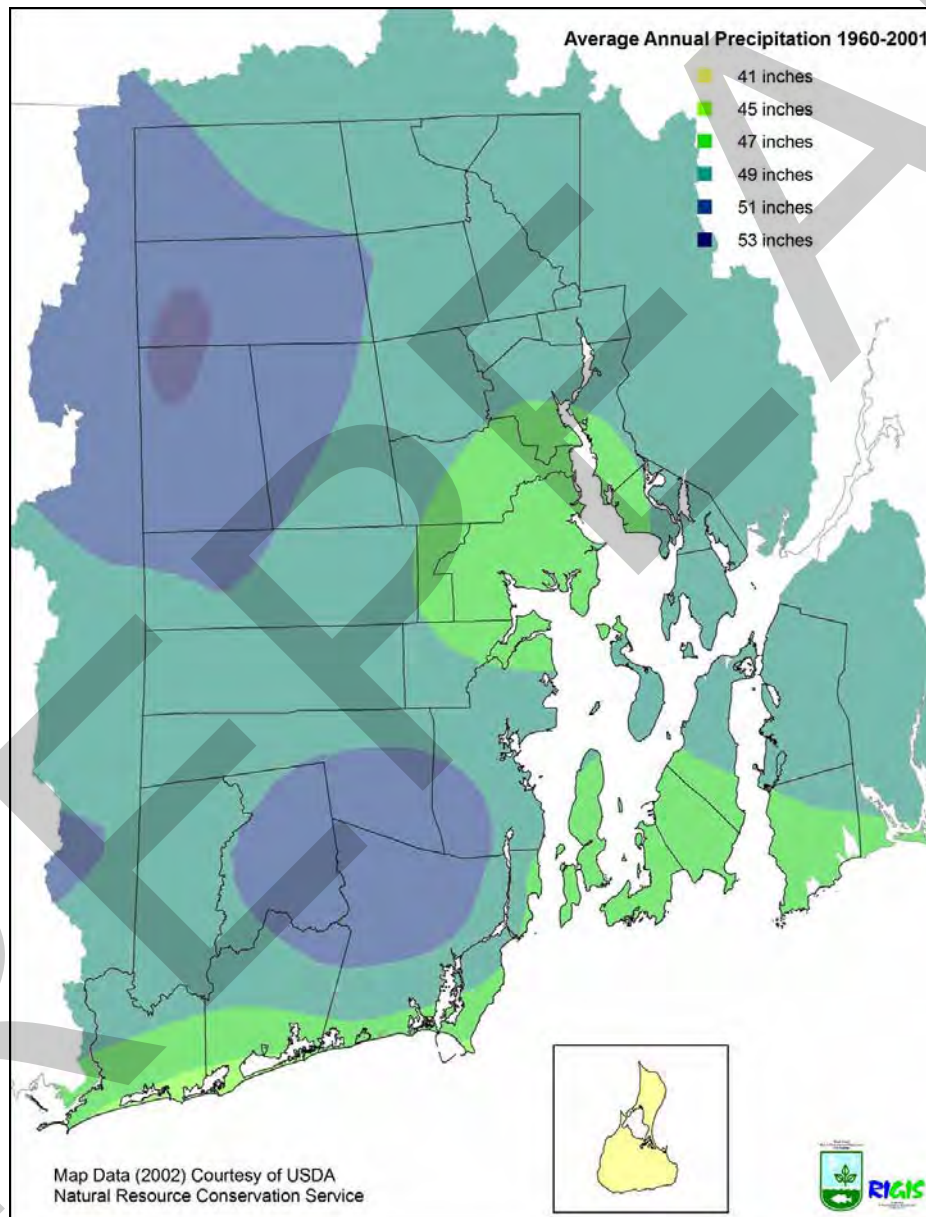 Average Annual Precipitation 1960-2001
41 inches
45 inches
47 inches
49 inches
51 inches
53 inches
Map Data (2002) Courtesy of USDA
Natural Resource Conservation Service
RIGIS